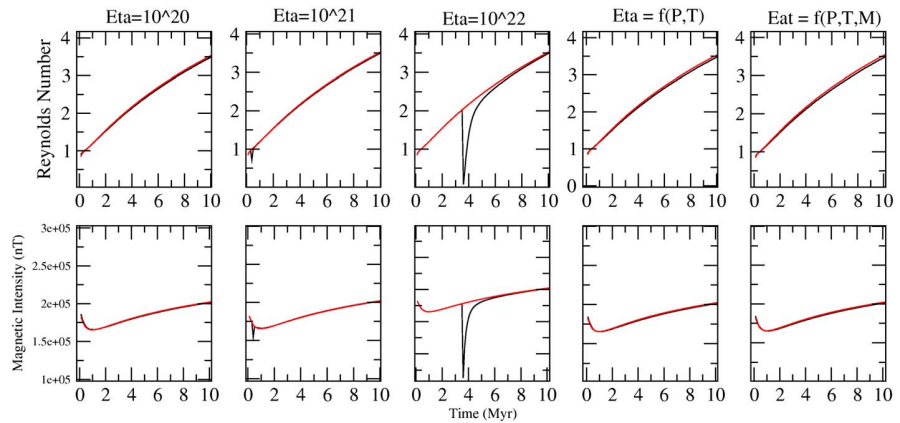 Eta=10^20
Eta=10^21
Eta=10^22
Eta = f(P,T)
Eat = f(P,T,M)
Reynolds Number
4
3
2
1
0 2 4 6 8 10
4
3
2
1
0 2 4 6 8 10
4
3
2
1
0 2 4 6 8 10
4
3
2
1
0
0 2 4 6 8 10
4
3
2
1
0 2 4 6 8 10
Magnetic Intensity (nT)
3e+05
2.5e+05
2e+05
1.5e+05
1e+05
0 2 4 6 8 10
0 2 4 6 8 10
0 2 4 6 8 10
0 2 4 6 8 10
0 2 4 6 8 10
Time (Myr)